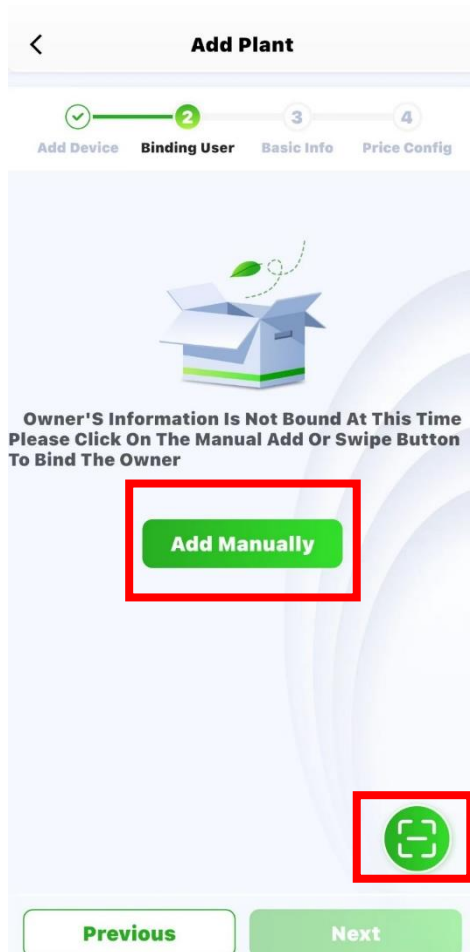 Add Plant
2
3
4
Add Device Binding User Basic Info Price Config
Owner'S Information Is Not Bound At This Time
Please Click On The Manual Add Or Swipe Button
To Bind The Owner
Add Manually
Previous
Next